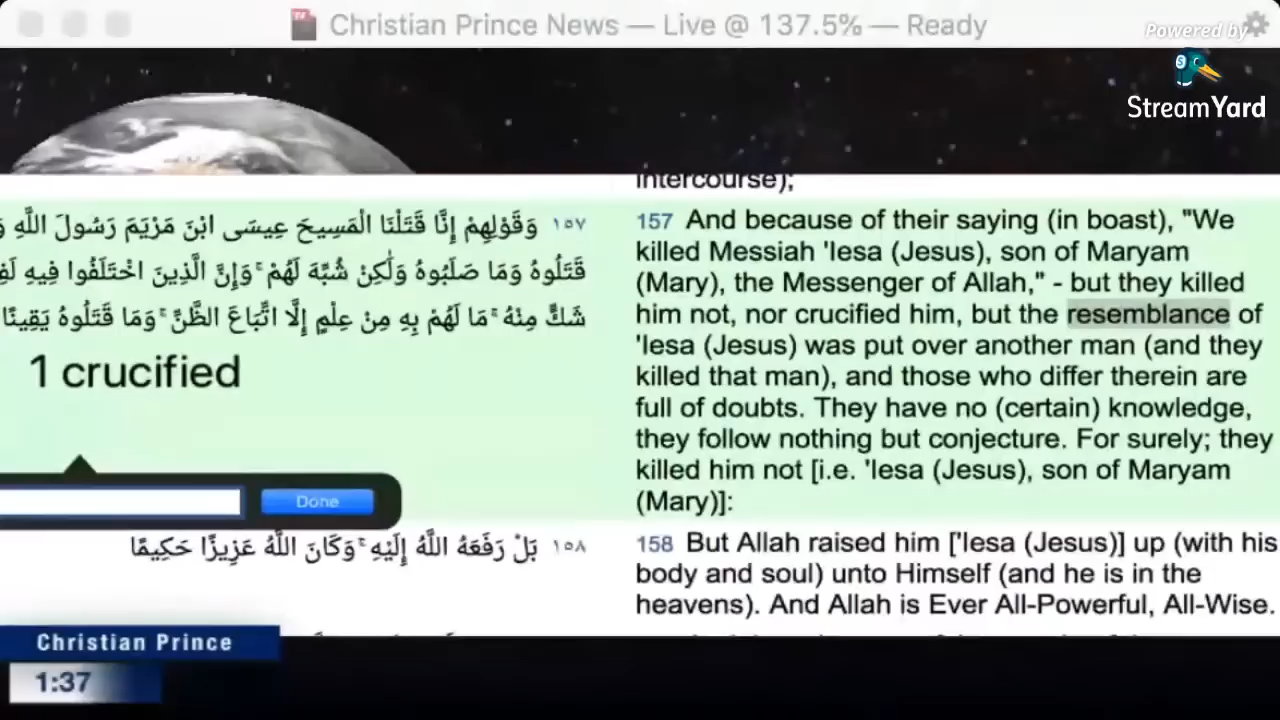 Christian Prince News — Live @ 137.5% — Ready
Powered by
StreamYard
intercourse);
١٥٧ وَقَوْلِهِمْ إِنَّا قَتَلْنَا الْمَسِيحَ عِيسَى ابْنَ مَرْيَمَ رَسُولَ اللَّهِ
قَتَلُوهُ وَمَا صَلَبُوهُ وَلَٰكِنْ شُبِّهَ لَهُمْ ۚ وَإِنَّ الَّذِينَ اخْتَلَفُوا فِيهِ
شَكٍّ مِنْهُ ۚ مَا لَهُمْ بِهِ مِنْ عِلْمٍ إِلَّا اتِّبَاعَ الظَّنِّ ۚ وَمَا قَتَلُوهُ يَقِينًا
1 crucified
Done
١٥٨ بَلْ رَفَعَهُ اللَّهُ إِلَيْهِ ۚ وَكَانَ اللَّهُ عَزِيزًا حَكِيمًا
157 And because of their saying (in boast), "We
killed Messiah 'Iesa (Jesus), son of Maryam
(Mary), the Messenger of Allah," - but they killed
him not, nor crucified him, but the resemblance of
'Iesa (Jesus) was put over another man (and they
killed that man), and those who differ therein are
full of doubts. They have no (certain) knowledge,
they follow nothing but conjecture. For surely; they
killed him not [i.e. 'Iesa (Jesus), son of Maryam
(Mary)]:
158 But Allah raised him ['Iesa (Jesus)] up (with his
body and soul) unto Himself (and he is in the
heavens). And Allah is Ever All-Powerful, All-Wise.
Christian Prince
1:37